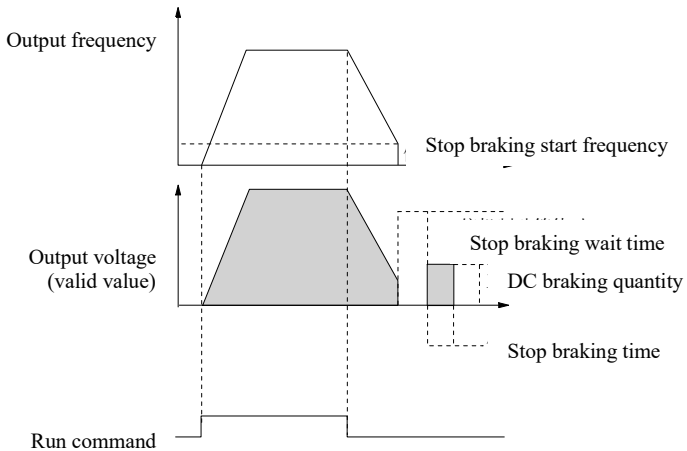 Output frequency
Stop braking start frequency
Output voltage
(valid value)
Stop braking wait time
DC braking quantity
Stop braking time
Run command